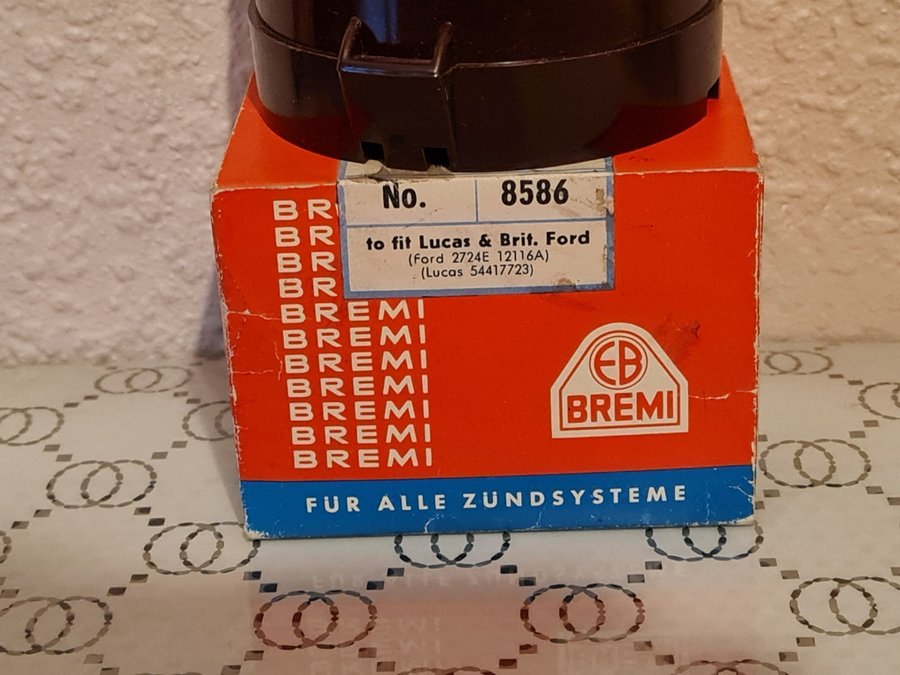 No. 8586
to fit Lucas & Brit. Ford
(Ford 2724E 12116A)
(Lucas 54417723)
BR
BR
BR
BR
BREMI
BREMI
BREMI
BREMI
BREMI
BREMI
BREMI
EB
BREMI
FÜR ALLE ZÜNDSYSTEME